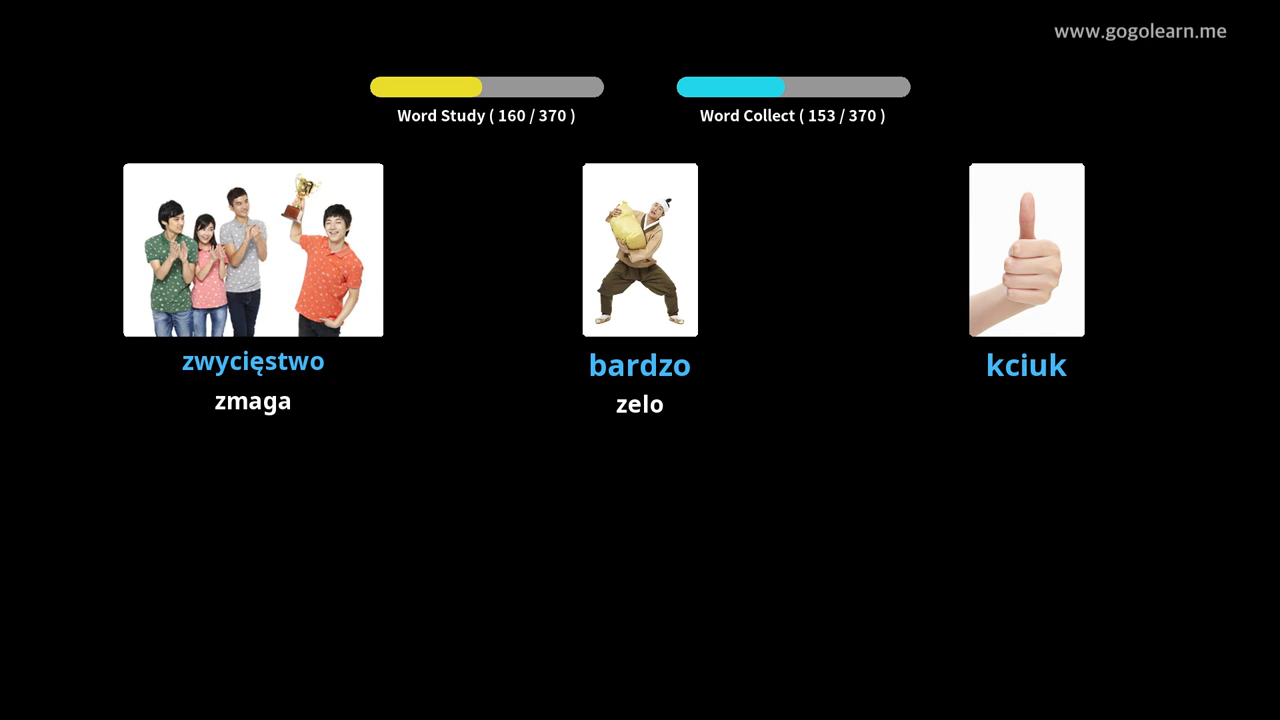 www.gogolearn.me
Word Study ( 160 / 370 )
Word Collect ( 153 / 370 )
zwycięstwo
zmaga
bardzo
zelo
kciuk